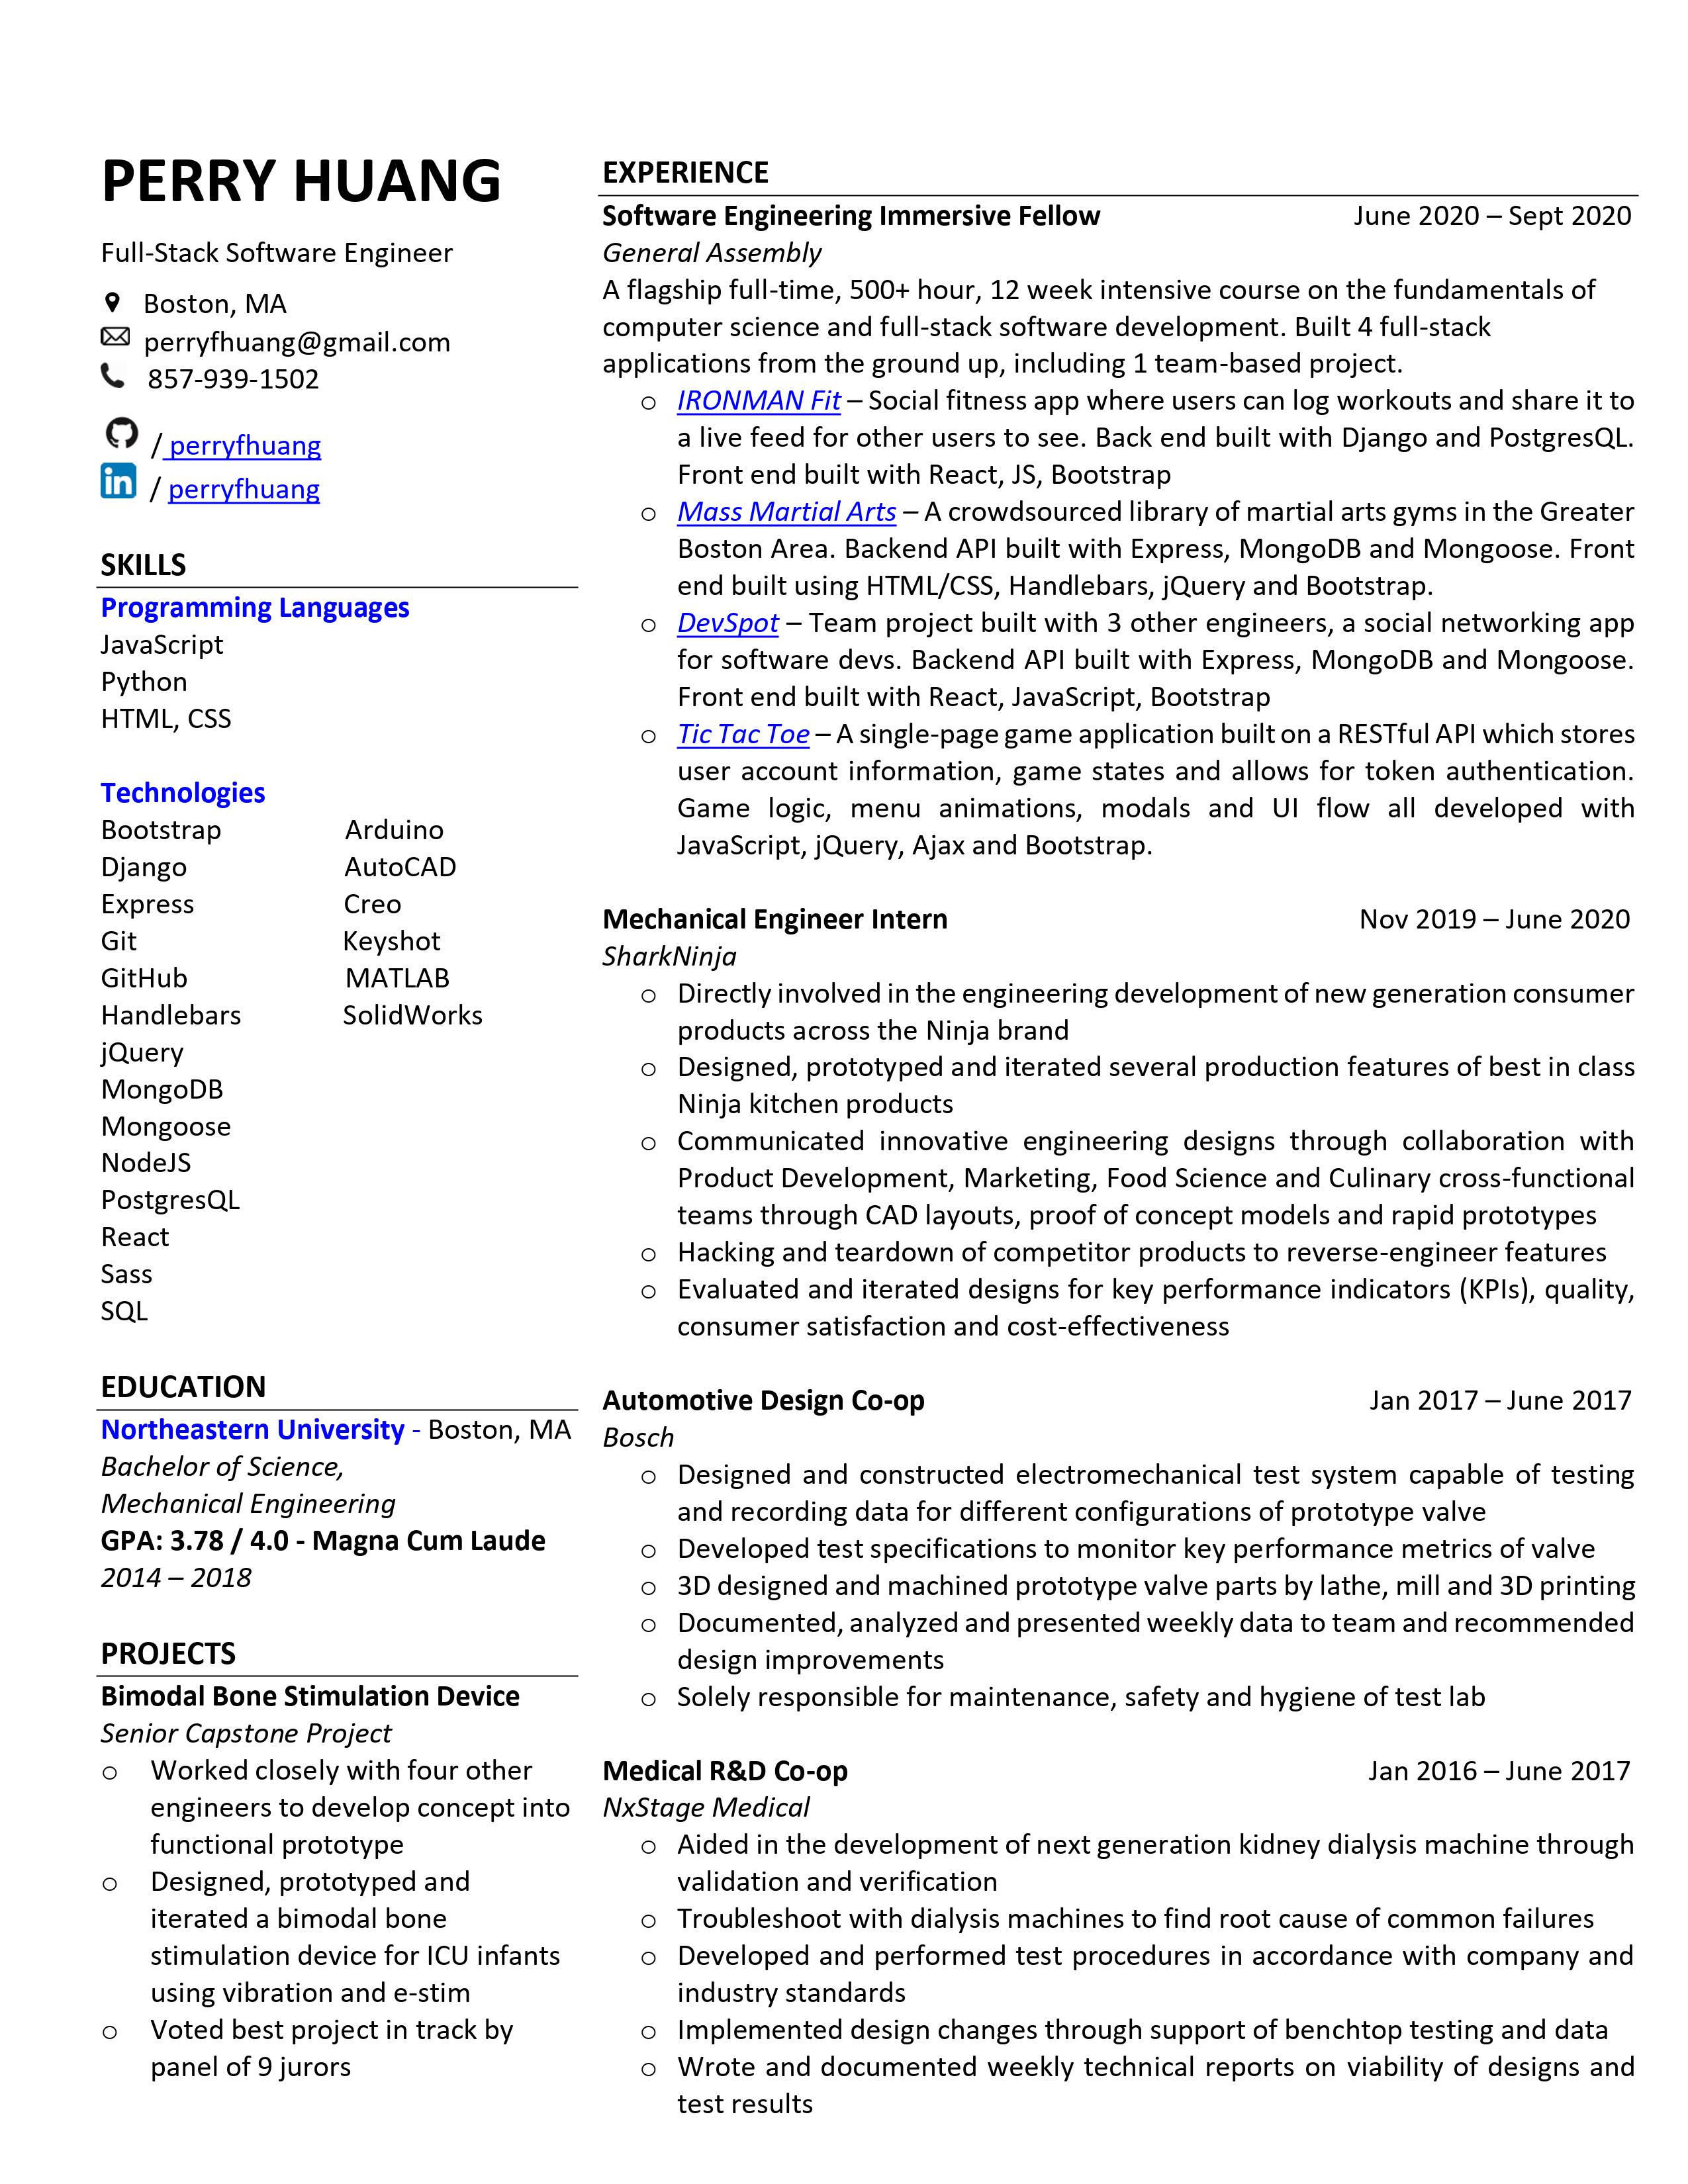 PERRY HUANG
Full-Stack Software Engineer
Boston, MA
perryfhuang@gmail.com
857-939-1502
/ perryfhuang
in / perryfhuang
SKILLS
Programming Languages
JavaScript
Python
HTML, CSS
Technologies
Bootstrap Arduino
Django AutoCAD
Express Creo
Git Keyshot
GitHub MATLAB
Handlebars SolidWorks
jQuery
MongoDB
Mongoose
NodeJS
PostgresQL
React
Sass
SQL
EDUCATION
Northeastern University - Boston, MA
Bachelor of Science,
Mechanical Engineering
GPA: 3.78 / 4.0 - Magna Cum Laude
2014 – 2018
PROJECTS
Bimodal Bone Stimulation Device
Senior Capstone Project
o Worked closely with four other
engineers to develop concept into
functional prototype
o Designed, prototyped and
iterated a bimodal bone
stimulation device for ICU infants
using vibration and e-stim
o Voted best project in track by
panel of 9 jurors
EXPERIENCE
Software Engineering Immersive Fellow June 2020 – Sept 2020
General Assembly
A flagship full-time, 500+ hour, 12 week intensive course on the fundamentals of
computer science and full-stack software development. Built 4 full-stack
applications from the ground up, including 1 team-based project.
o IRONMAN Fit – Social fitness app where users can log workouts and share it to
a live feed for other users to see. Back end built with Django and PostgresQL.
Front end built with React, JS, Bootstrap
o Mass Martial Arts – A crowdsourced library of martial arts gyms in the Greater
Boston Area. Backend API built with Express, MongoDB and Mongoose. Front
end built using HTML/CSS, Handlebars, jQuery and Bootstrap.
o DevSpot – Team project built with 3 other engineers, a social networking app
for software devs. Backend API built with Express, MongoDB and Mongoose.
Front end built with React, JavaScript, Bootstrap
o Tic Tac Toe – A single-page game application built on a RESTful API which stores
user account information, game states and allows for token authentication.
Game logic, menu animations, modals and UI flow all developed with
JavaScript, jQuery, Ajax and Bootstrap.
Mechanical Engineer Intern Nov 2019 – June 2020
SharkNinja
o Directly involved in the engineering development of new generation consumer
products across the Ninja brand
o Designed, prototyped and iterated several production features of best in class
Ninja kitchen products
o Communicated innovative engineering designs through collaboration with
Product Development, Marketing, Food Science and Culinary cross-functional
teams through CAD layouts, proof of concept models and rapid prototypes
o Hacking and teardown of competitor products to reverse-engineer features
o Evaluated and iterated designs for key performance indicators (KPIs), quality,
consumer satisfaction and cost-effectiveness
Automotive Design Co-op Jan 2017 – June 2017
Bosch
o Designed and constructed electromechanical test system capable of testing
and recording data for different configurations of prototype valve
o Developed test specifications to monitor key performance metrics of valve
o 3D designed and machined prototype valve parts by lathe, mill and 3D printing
o Documented, analyzed and presented weekly data to team and recommended
design improvements
o Solely responsible for maintenance, safety and hygiene of test lab
Medical R&D Co-op Jan 2016 – June 2017
NxStage Medical
o Aided in the development of next generation kidney dialysis machine through
validation and verification
o Troubleshoot with dialysis machines to find root cause of common failures
o Developed and performed test procedures in accordance with company and
industry standards
o Implemented design changes through support of benchtop testing and data
o Wrote and documented weekly technical reports on viability of designs and
test results